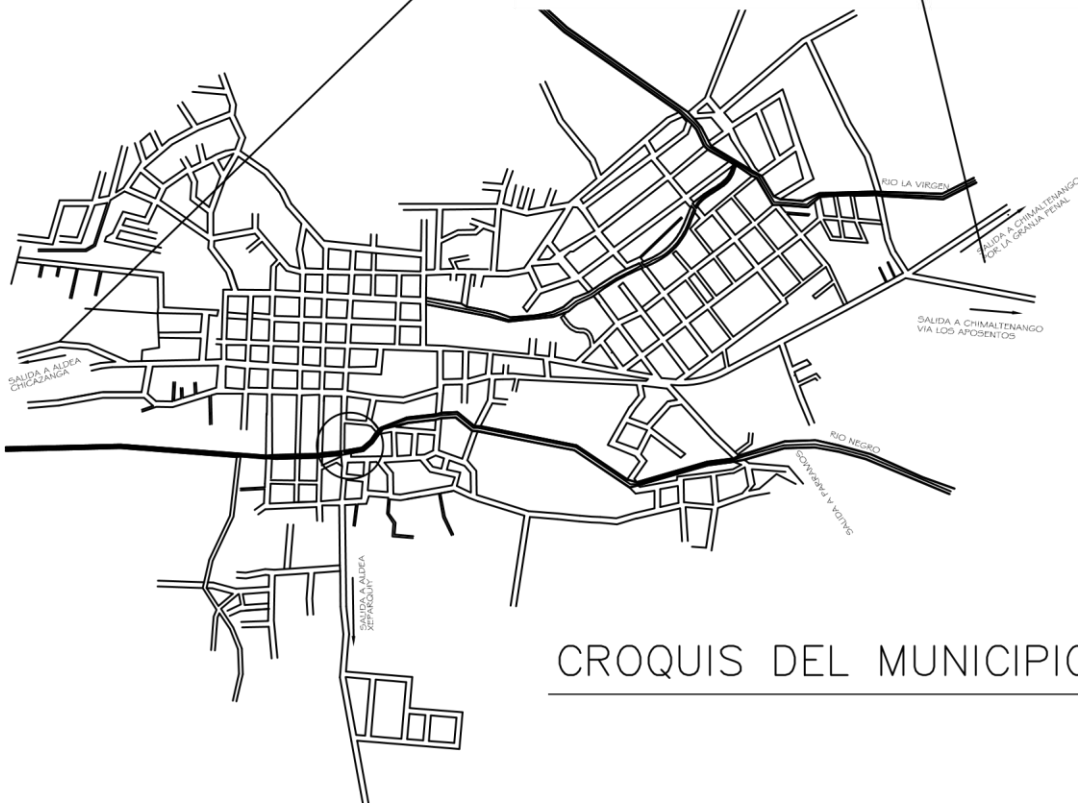 RIO LA VIRGEN
SALIDA A CHIMALTENANGO
POR LA GRANJA PENAL
SALIDA A CHIMALTENANGO
VIA LOS APOSENTOS
SALIDA A ALDEA
CHICAZANGA
RIO NEGRO
SALIDA A PARRAMOS
SALIDA A ALDEA
XEPARQUIY
CROQUIS DEL MUNICIPIO